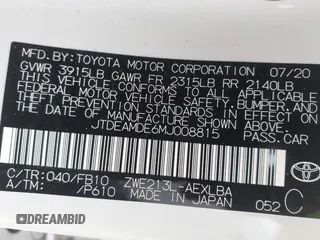 MFD.BY:TOYOTA MOTOR CORPORATION 07/20
GVWR 3915LB GAWR FR 2315LB RR 2140LB
THIS VEHICLE CONFORMS TO ALL APPLICABLE
FEDERAL MOTOR VEHICLE SAFETY,BUMPER,AND
THEFT PREVENTION STANDARDS IN EFFECT ON
THE DATE OF MANUFACTURE SHOWN ABOVE.
JTDEAMDE6MJ008815 PASS.CAR
C/TR:040/FB10 ZWE213L-AEXLBA
A/TM: /P610 MADE IN JAPAN 052 C
TOYOTA
DREAMBID